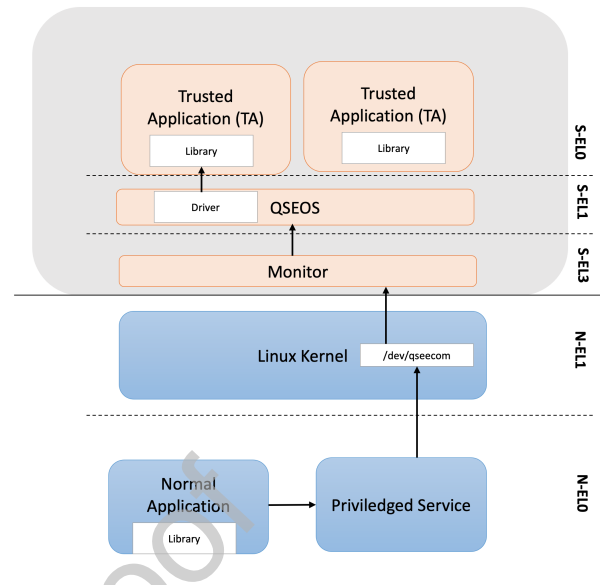 Trusted
Application (TA)
Library
Trusted
Application (TA)
Library
S-EL0
Driver
QSEOS
S-EL1
Monitor
S-EL3
Linux Kernel
/dev/qseecom
N-EL1
Normal
Application
Library
Priviledged Service
N-EL0
oof